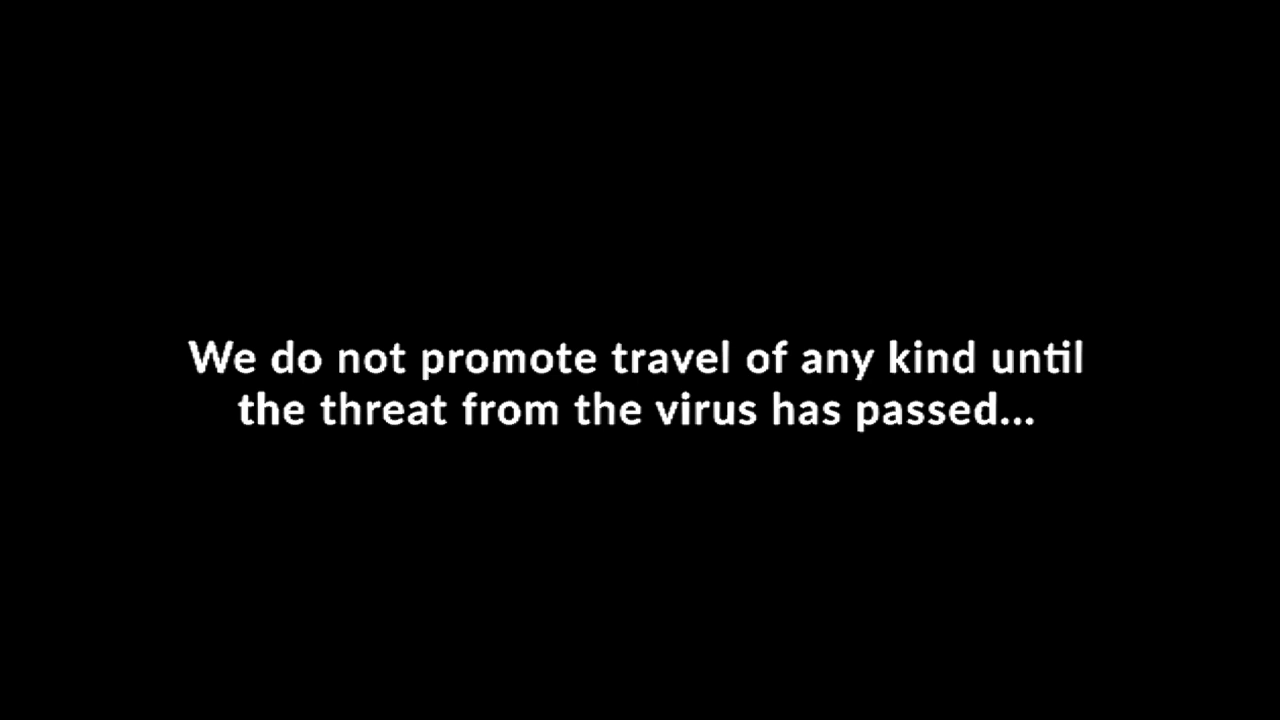 We do not promote travel of any kind until
the threat from the virus has passed...